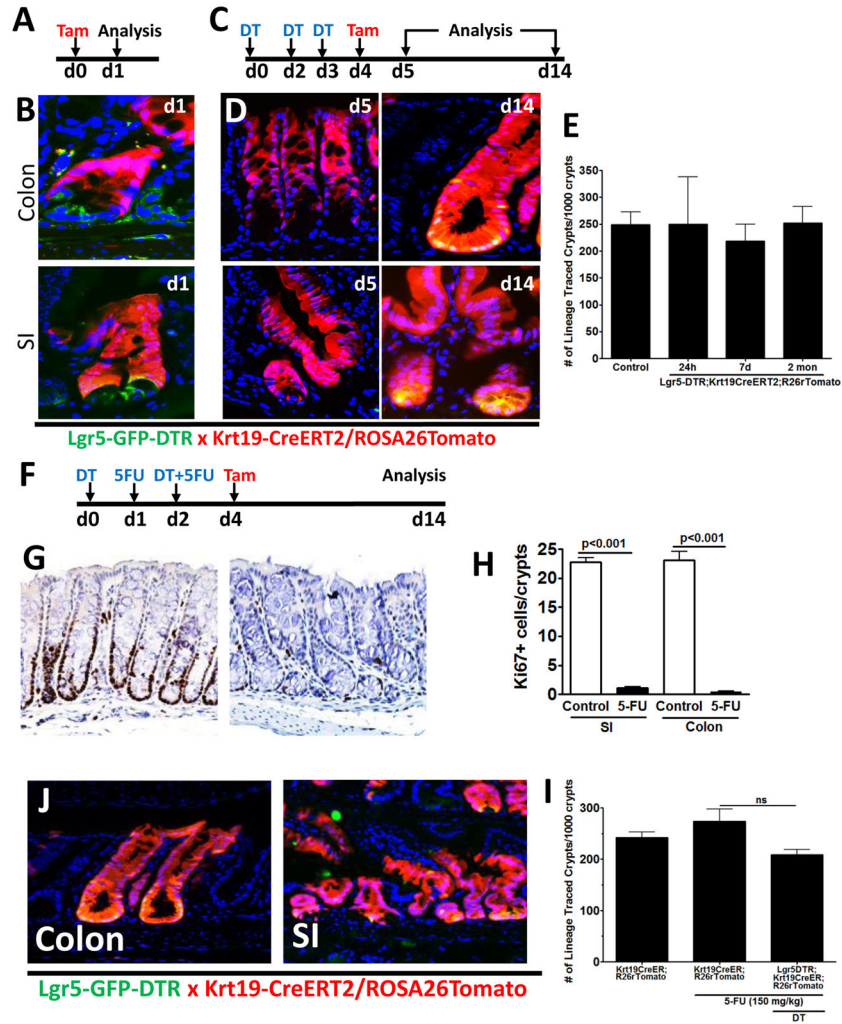 A
Tam
Analysis
d0
d1
C
DT
DT
DT
Tam
Analysis
d0
d2
d3
d4
d5
d14
B
d1
Colon
d1
SI
D
d5
d14
d5
d14
Lgr5-GFP-DTR x Krt19-CreERT2/ROSA26Tomato
E
# of Lineage Traced Crypts/1000 crypts
350
300
250
200
150
100
50
0
Control
24h
7d
2 mon
Lgr5-DTR;Krt19CreERT2;R26rTomato
F
DT
5FU
DT+5FU
Tam
Analysis
d0
d1
d2
d4
d14
G
H
Ki67+ cells/crypts
25
20
15
10
5
0
p<0.001
p<0.001
Control
5-FU
Control
5-FU
SI
Colon
J
Colon
SI
Lgr5-GFP-DTR x Krt19-CreERT2/ROSA26Tomato
I
# of Lineage Traced Crypts/1000 crypts
300
200
100
0
ns
Krt19CreER;
R26rTomato
Krt19CreER;
R26rTomato
Lgr5DTR;
Krt19CreER;
R26rTomato
5-FU (150 mg/kg)
DT